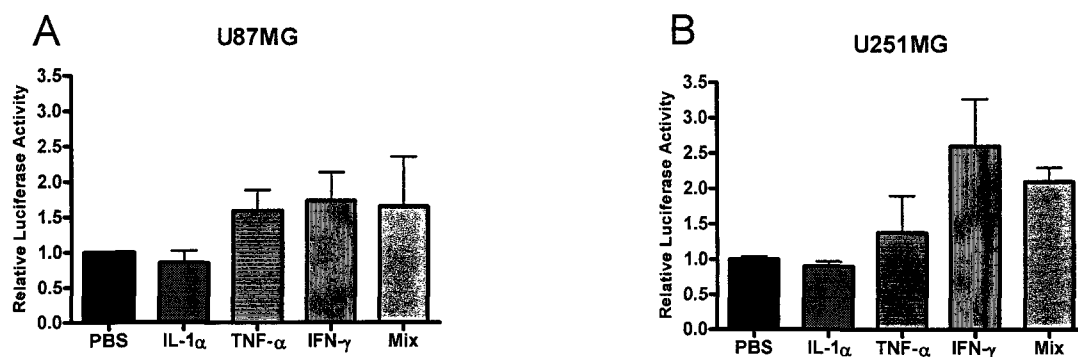 A
U87MG
Relative Luciferase Activity
3.5
3.0
2.5
2.0
1.5
1.0
0.5
0.0
PBS IL-1α TNF-α IFN-γ Mix
B
U251MG
Relative Luciferase Activity
3.5
3.0
2.5
2.0
1.5
1.0
0.5
0.0
PBS IL-1α TNF-α IFN-γ Mix